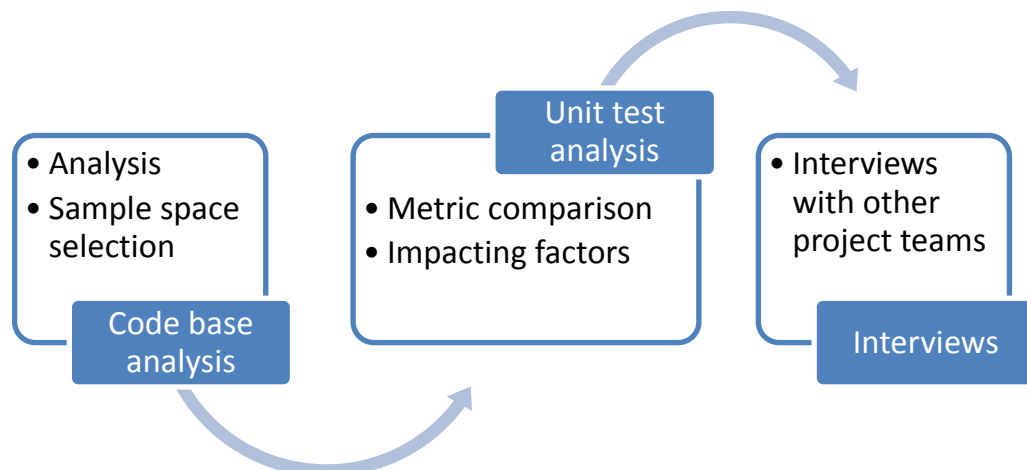 • Analysis
• Sample space
selection
Code base
analysis
Unit test
analysis
• Metric comparison
• Impacting factors
• Interviews
with other
project teams
Interviews